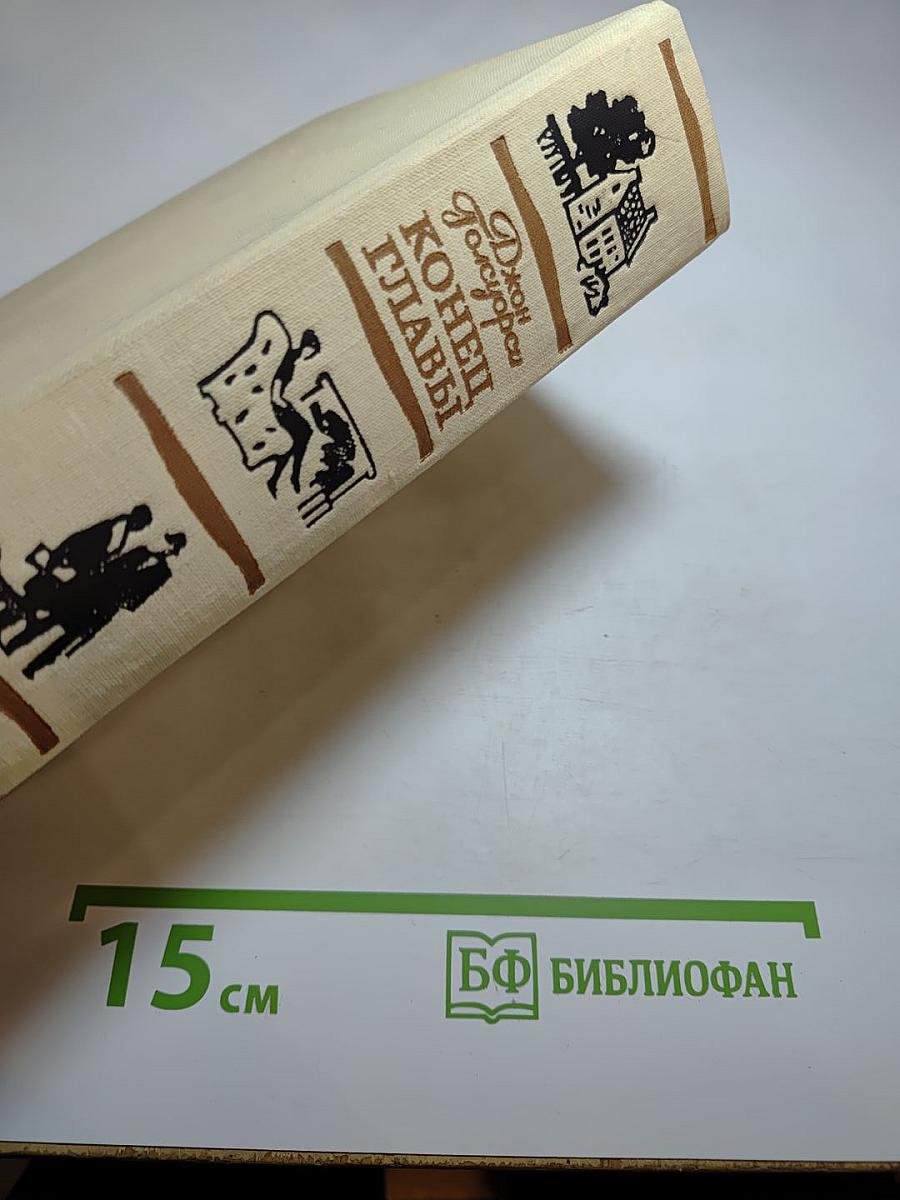 Джон
Голсуорси
КОНЕЦ
ГЛАВЫ
15 см
БФ БИБЛИОФАН